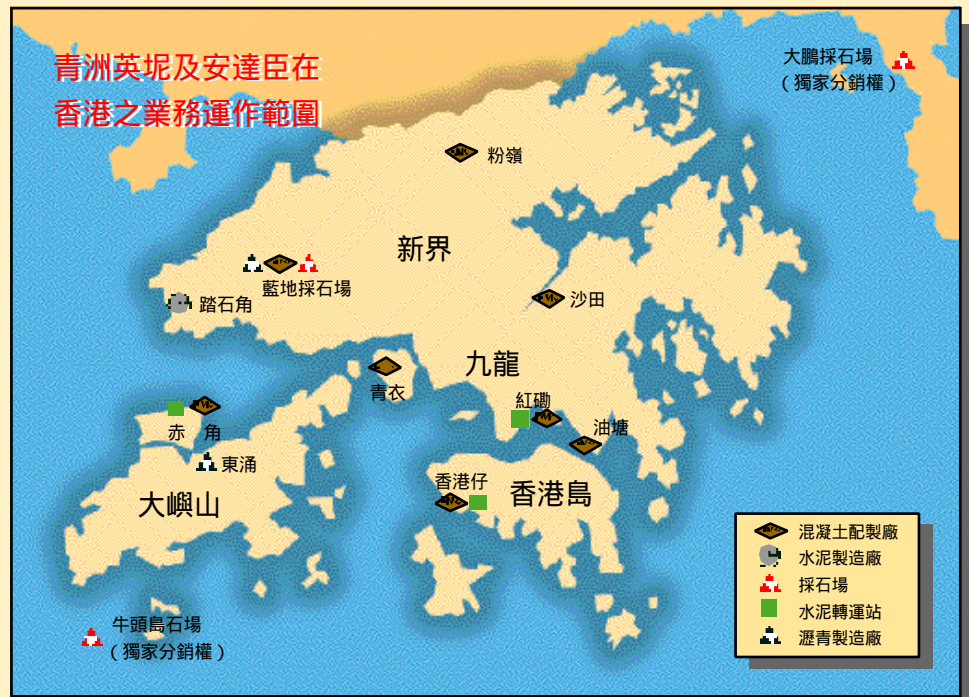 青洲英坭及安達臣在
香港之業務運作範圍
大鵬採石場
（獨家分銷權）
粉嶺
新界
藍地採石場
踏石角
沙田
九龍
青衣
紅磡
油塘
赤 角
東涌
香港仔
香港島
大嶼山
牛頭島石場
（獨家分銷權）
混凝土配製廠
水泥製造廠
採石場
水泥轉運站
瀝青製造廠